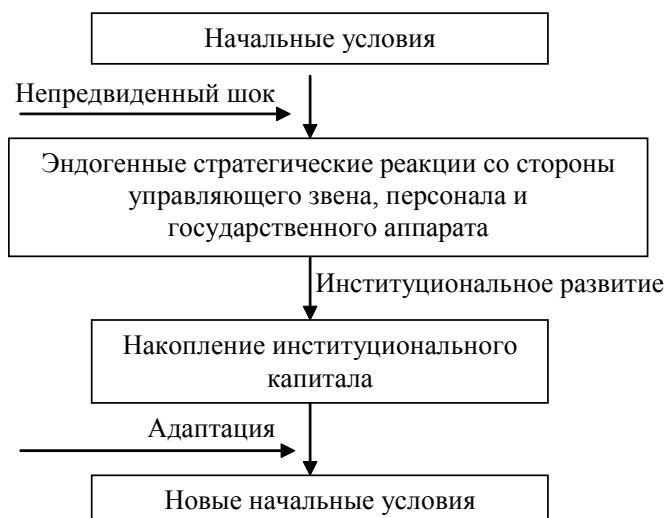 Начальные условия
Непредвиденный шок
Эндогенные стратегические реакции со стороны
управляющего звена, персонала и
государственного аппарата
Институциональное развитие
Накопление институционального
капитала
Адаптация
Новые начальные условия